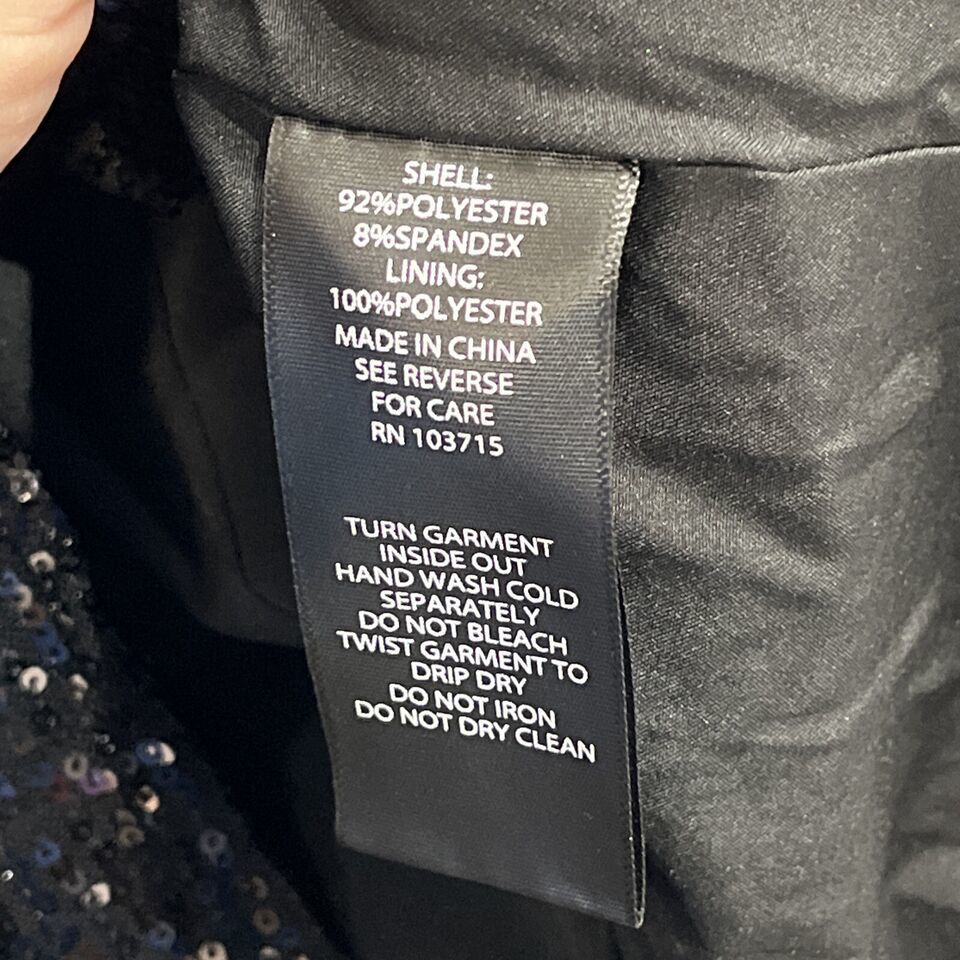 SHELL:
92%POLYESTER
8%SPANDEX
LINING:
100%POLYESTER
MADE IN CHINA
SEE REVERSE
FOR CARE
RN 103715
TURN GARMENT
INSIDE OUT
HAND WASH COLD
SEPARATELY
DO NOT BLEACH
TWIST GARMENT TO
DRIP DRY
DO NOT IRON
DO NOT DRY CLEAN